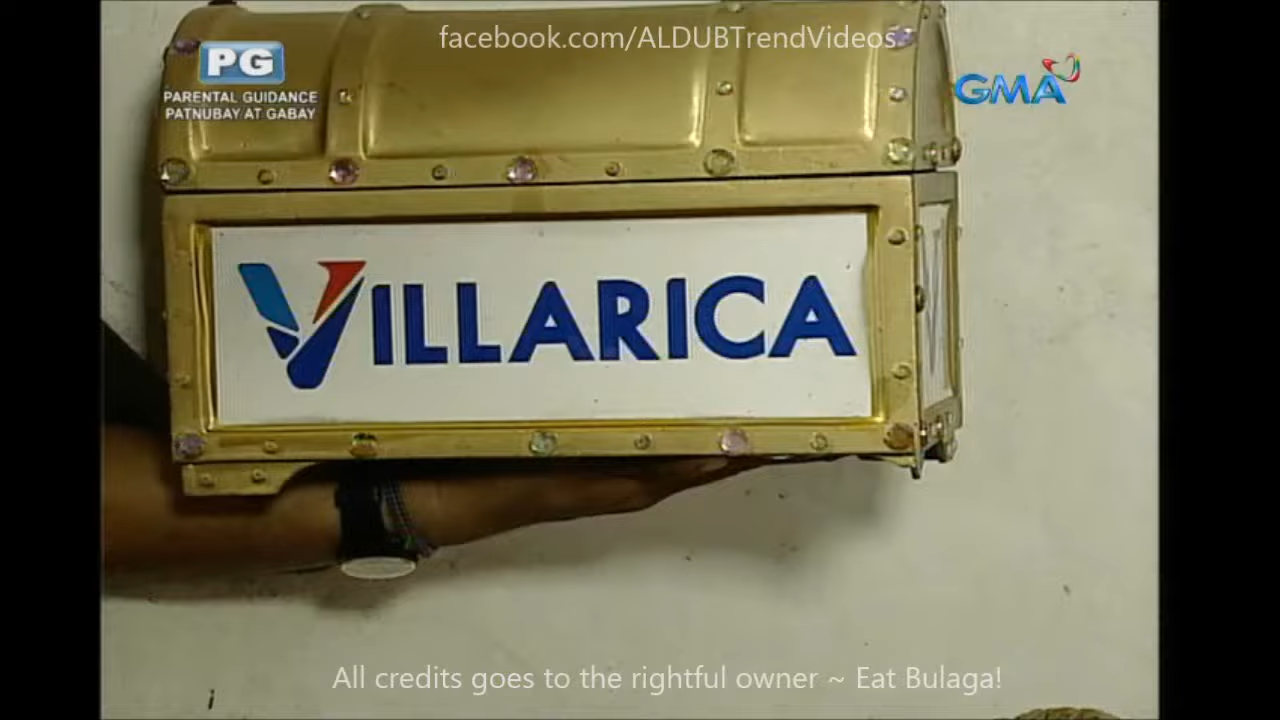 facebook.com/ALDUBTrendVideos
PG
PARENTAL GUIDANCE
PATNUBAY AT GABAY
GMA
VILLARICA
All credits goes to the rightful owner ~ Eat Bulaga!